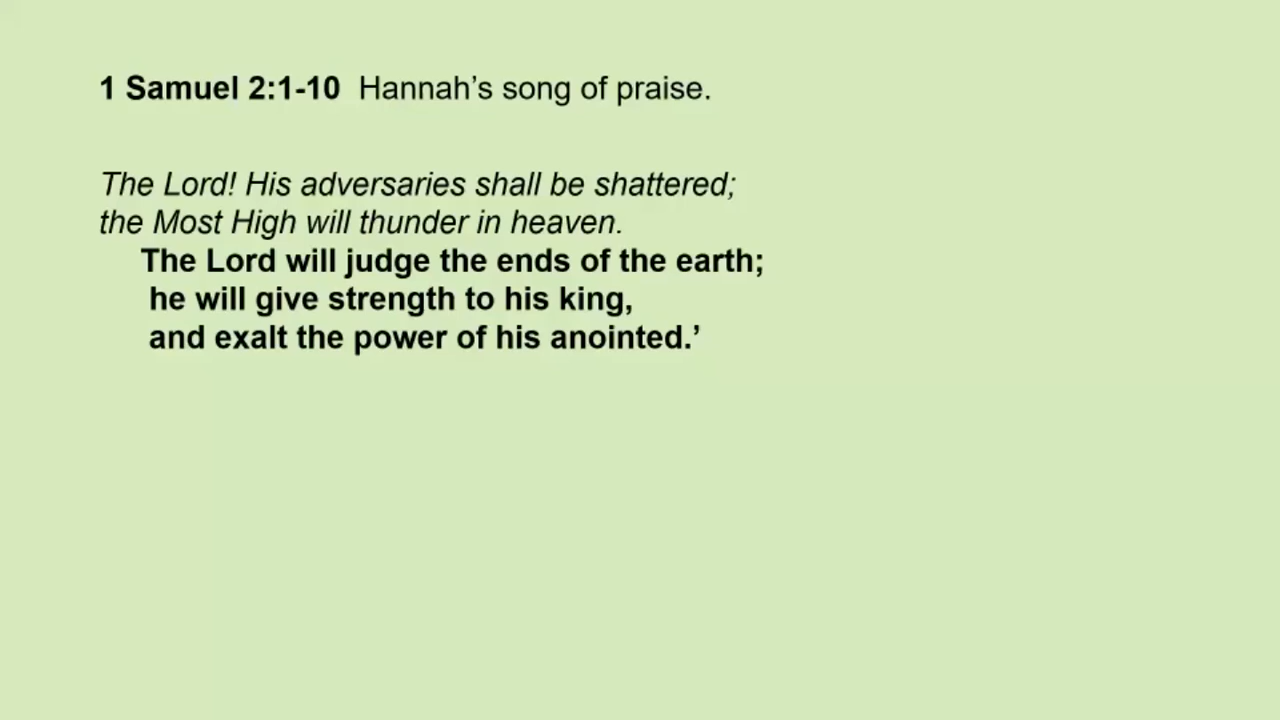 1 Samuel 2:1-10  Hannah’s song of praise.
The Lord! His adversaries shall be shattered;
the Most High will thunder in heaven.
The Lord will judge the ends of the earth;
he will give strength to his king,
and exalt the power of his anointed.’